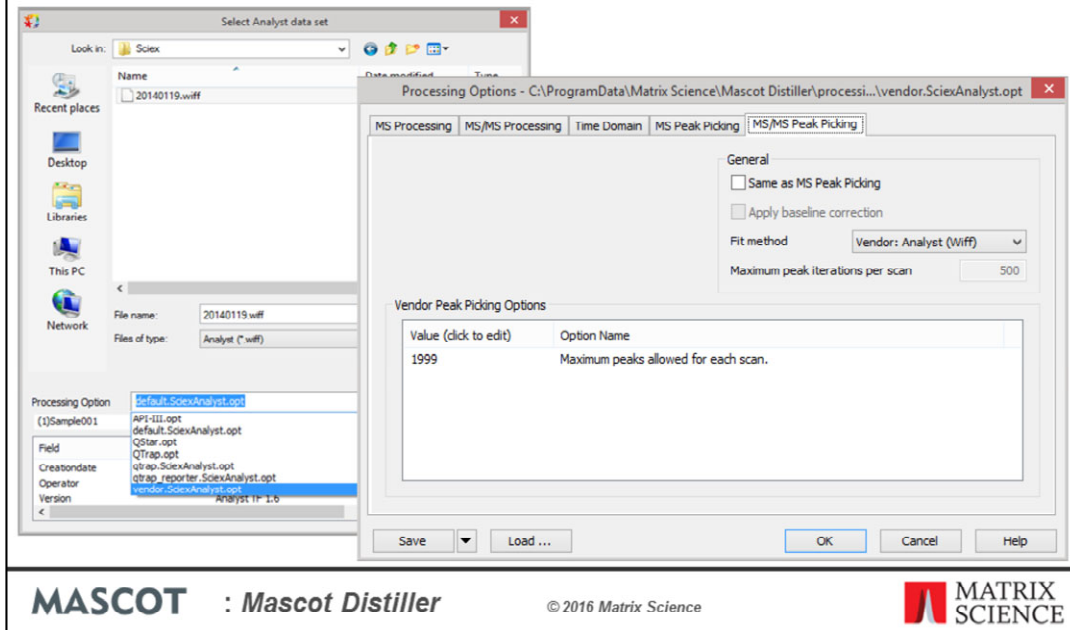 Select Analyst data set
Look in:
Sciex
Name
Date modified
Type
20140119.wiff
Recent places
Desktop
Libraries
This PC
Network
File name:
20140119.wiff
Files of type:
Analyst (*.wiff)
Processing Option
default.SciexAnalyst.opt
(1)Sample001
API-III.opt
default.SciexAnalyst.opt
QStar.opt
QTrap.opt
qtrap.SciexAnalyst.opt
qtrap_reporter.SciexAnalyst.opt
vendor.SciexAnalyst.opt
Field
Creationdate
Operator
Version
Analyst TF 1.6
Processing Options - C:\ProgramData\Matrix Science\Mascot Distiller\processi...\vendor.SciexAnalyst.opt
MS Processing MS/MS Processing Time Domain MS Peak Picking MS/MS Peak Picking
General
Same as MS Peak Picking
Apply baseline correction
Fit method Vendor: Analyst (Wiff)
Maximum peak iterations per scan 500
Vendor Peak Picking Options
Value (click to edit) Option Name
1999 Maximum peaks allowed for each scan.
Save Load ... OK Cancel Help
MASCOT : Mascot Distiller © 2016 Matrix Science
MATRIX
SCIENCE